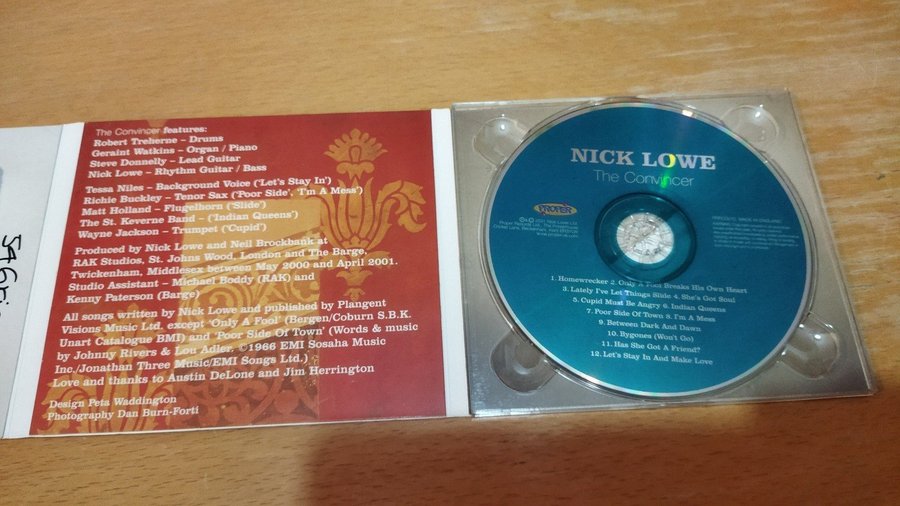 The Convincer features:
Robert Treherne – Drums
Geraint Watkins – Organ / Piano
Steve Donnelly – Lead Guitar
Nick Lowe – Rhythm Guitar / Bass
Tessa Niles – Background Voice ('Let's Stay In')
Richie Buckley – Tenor Sax ('Poor Side', 'I'm A Mess')
Matt Holland – Flugelhorn ('Slide')
The St. Keverne Band – ('Indian Queens')
Wayne Jackson – Trumpet ('Cupid')
Produced by Nick Lowe and Neil Brockbank at
RAK Studios, St. Johns Wood, London and The Barge,
Twickenham, Middlesex between May 2000 and April 2001.
Studio Assistant – Michael Boddy (RAK) and
Kenny Paterson (Barge)
All songs written by Nick Lowe and published by Plangent
Visions Music Ltd. except 'Only A Fool' (Bergen/Coburn S.B.K.
Unart Catalogue BMI) and 'Poor Side Of Town' (Words & music
by Johnny Rivers & Lou Adler, ©1966 EMI Sosaha Music
Inc./Jonathan Three Music/EMI Songs Ltd.)
Love and thanks to Austin DeLone and Jim Herrington
Design Peta Waddington
Photography Dan Burn-Forti
NICK LOWE
The Convincer
PROPER
1. Homewrecker 2. Only A Fool Breaks His Own Heart
3. Lately I've Let Things Slide 4. She's Got Soul
5. Cupid Must Be Angry 6. Indian Queens
7. Poor Side Of Town 8. I'm A Mess
9. Between Dark And Dawn
10. Bygones (Won't Go)
11. Has She Got A Friend?
12. Let's Stay In And Make Love